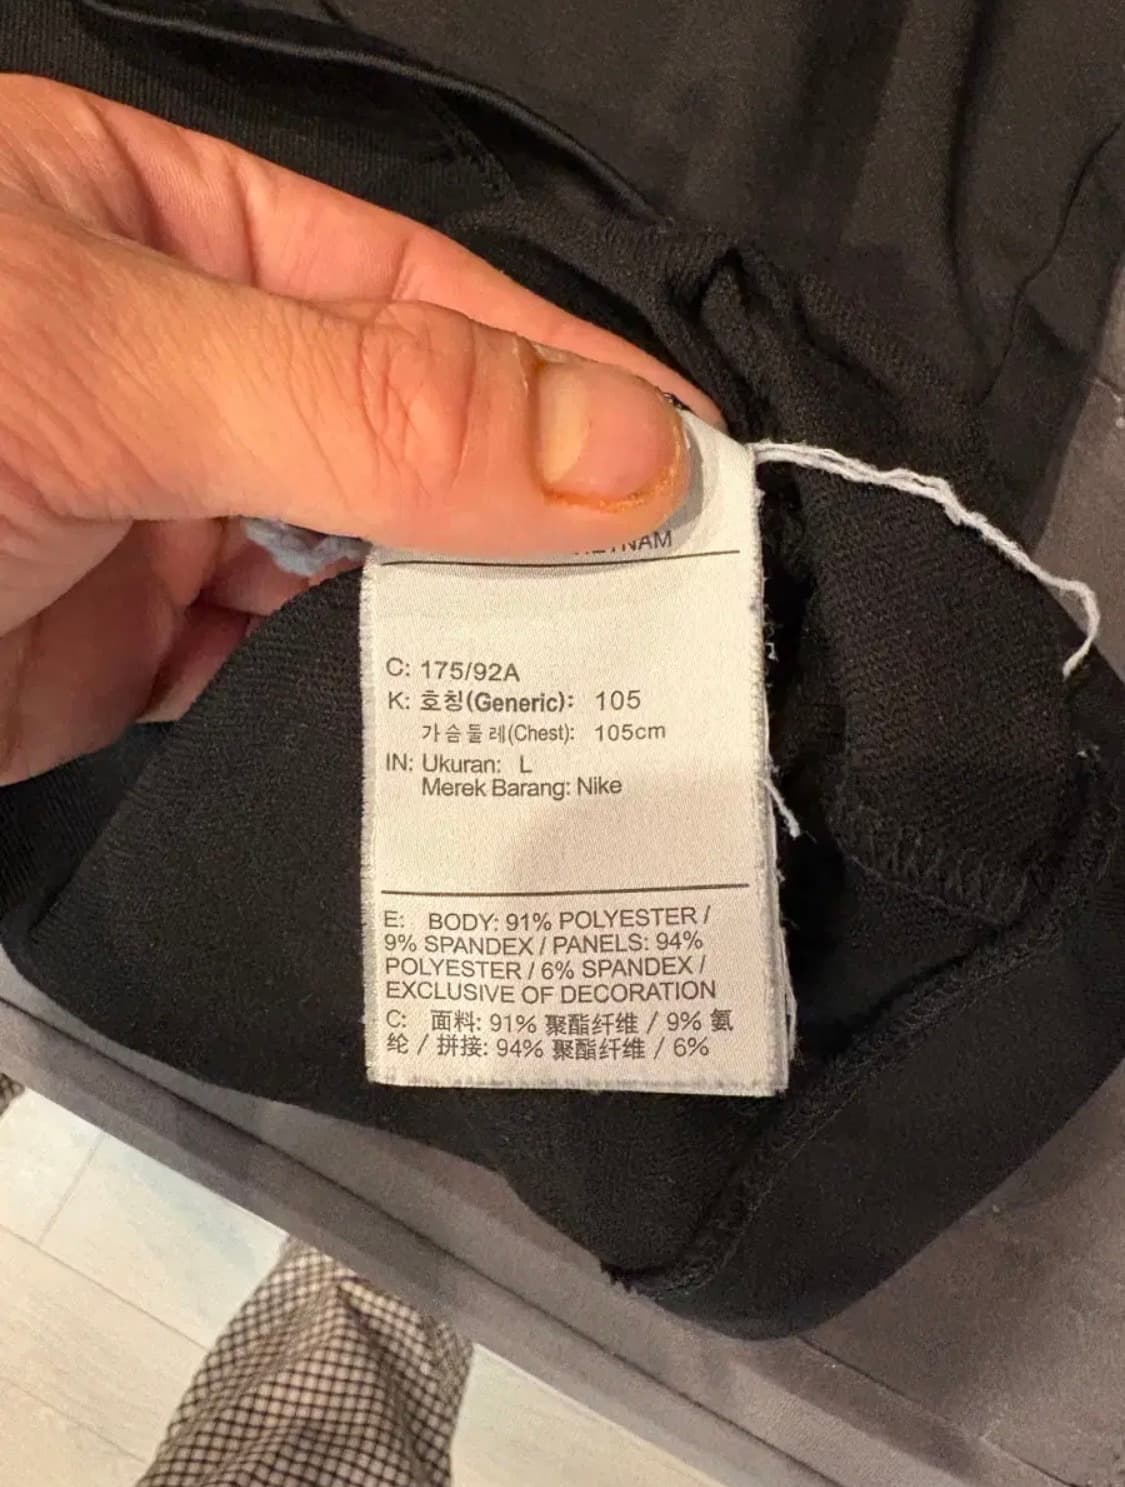 C: 175/92A
K: 호칭(Generic): 105
가슴둘레(Chest): 105cm
IN: Ukuran: L
Merek Barang: Nike
E: BODY: 91% POLYESTER /
9% SPANDEX / PANELS: 94%
POLYESTER / 6% SPANDEX /
EXCLUSIVE OF DECORATION
C: 面料: 91% 聚酯纤维 / 9% 氨
纶 / 拼接: 94% 聚酯纤维 / 6%